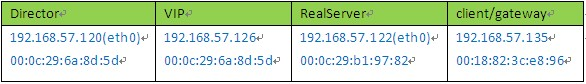 Director VIP RealServer client/gateway
192.168.57.120(eth0) 192.168.57.126 192.168.57.122(eth0) 192.168.57.135
00:0c:29:6a:8d:5d 00:0c:29:6a:8d:5d 00:0c:29:b1:97:82 00:18:82:3c:e8:96